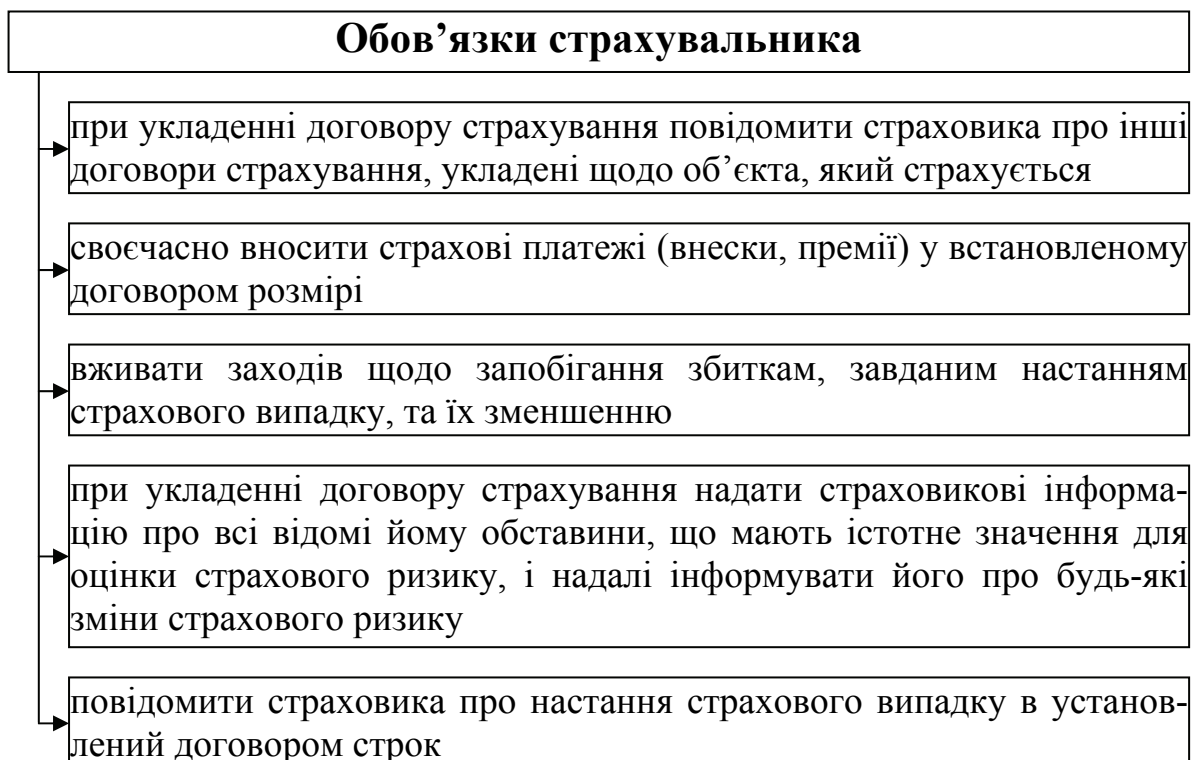 Обов’язки страхувальника
при укладенні договору страхування повідомити страховика про інші
договори страхування, укладені щодо об’єкта, який страхується
своєчасно вносити страхові платежі (внески, премії) у встановленому
договором розмірі
вживати заходів щодо запобігання збиткам, завданим настанням
страхового випадку, та їх зменшенню
при укладенні договору страхування надати страховикові інформа-
цію про всі відомі йому обставини, що мають істотне значення для
оцінки страхового ризику, і надалі інформувати його про будь-які
зміни страхового ризику
повідомити страховика про настання страхового випадку в установ-
лений договором строк